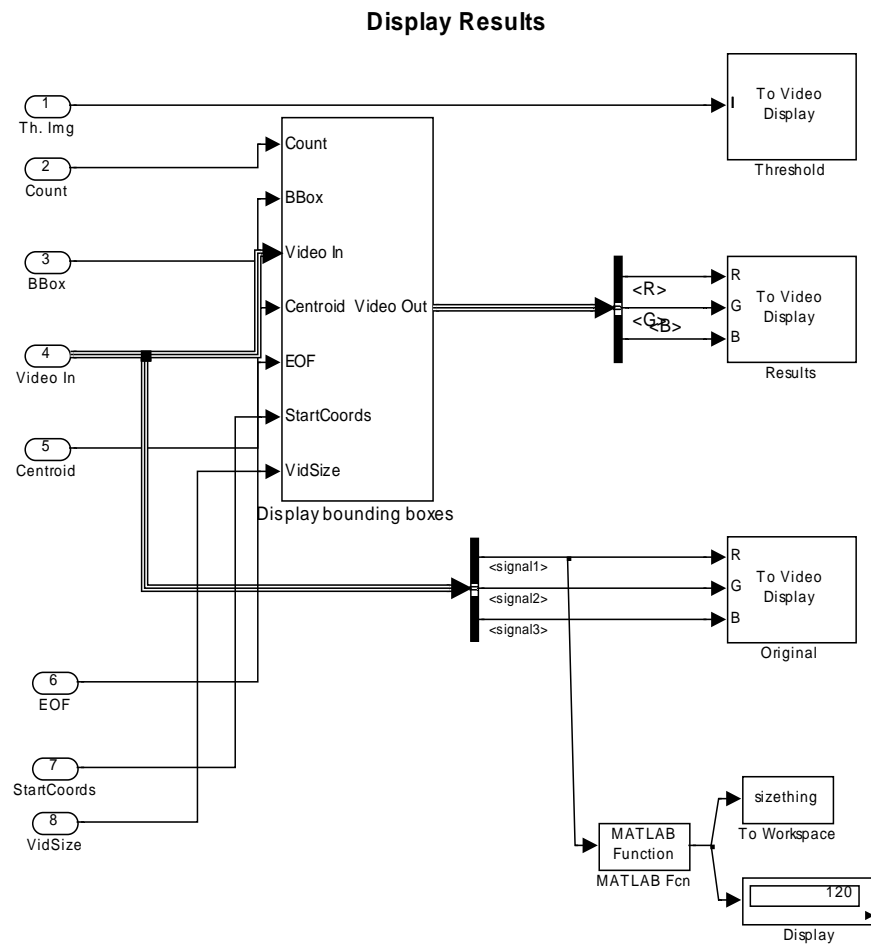 Display Results
1
Th. Img
2
Count
3
BBox
4
Video In
5
Centroid
6
EOF
7
StartCoords
8
VidSize
Count
BBox
Video In
Centroid Video Out
EOF
StartCoords
VidSize
Display bounding boxes
I
To Video
Display
Threshold
<R>
<G>
<B>
R
G
B
To Video
Display
Results
<signal1>
<signal2>
<signal3>
R
G
B
To Video
Display
Original
MATLAB
Function
MATLAB Fcn
sizething
To Workspace
120
Display